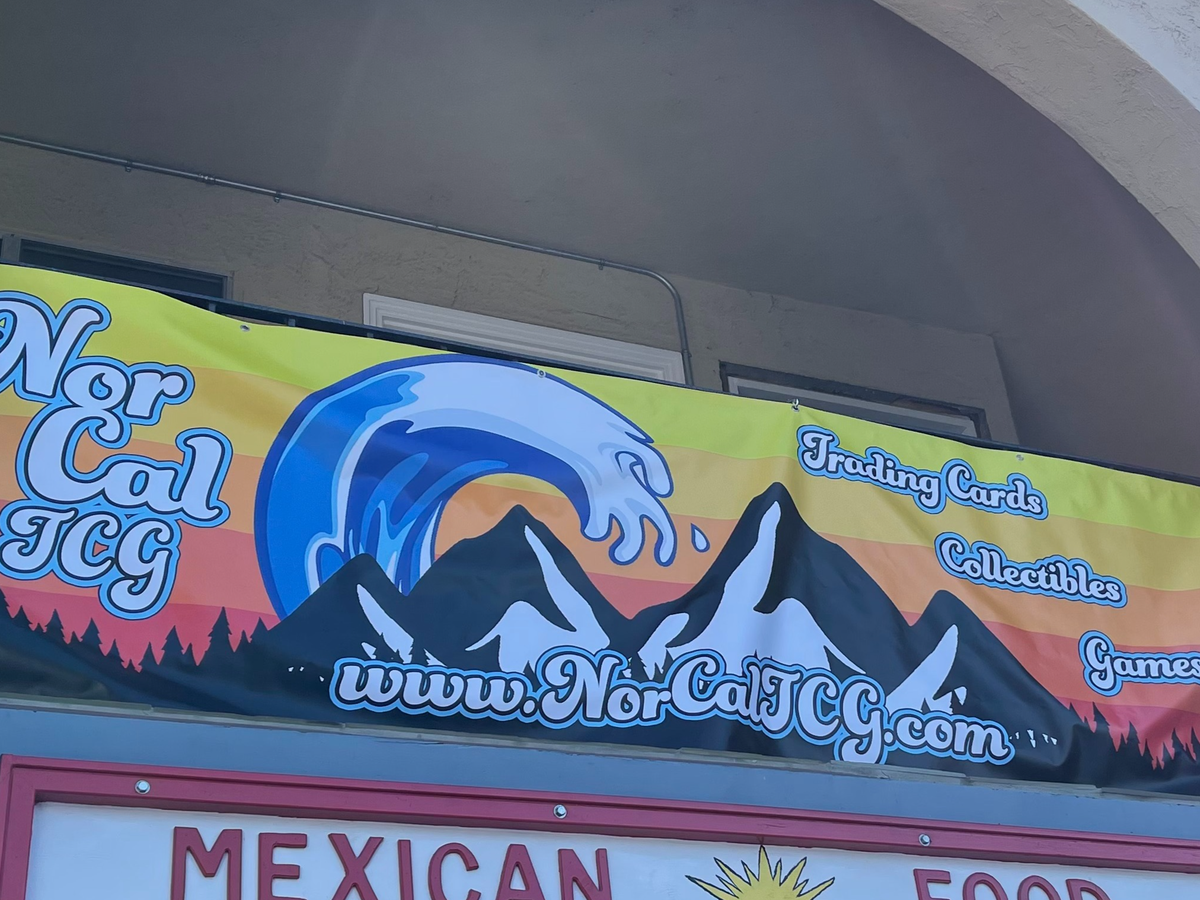 Nor
Cal
TCG
Trading Cards
Collectibles
Games
www.NorCalTCG.com
MEXICAN FOOD